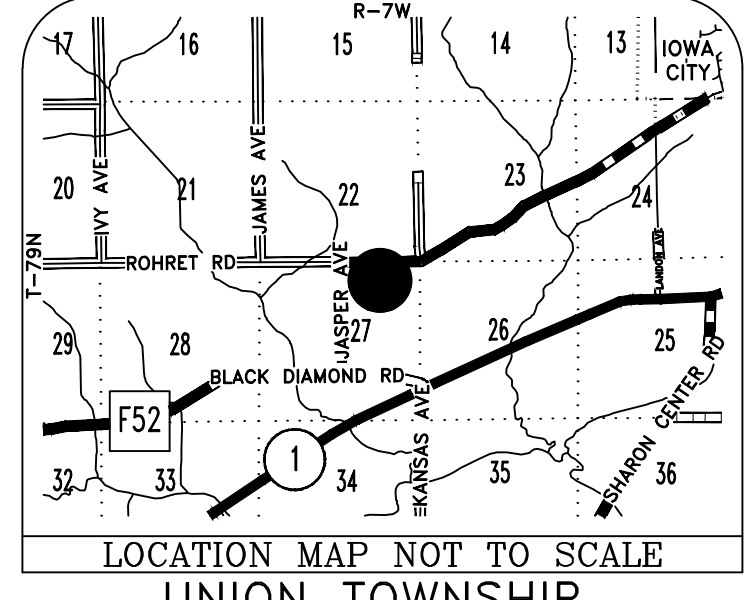 R-7W
17
16
15
14
13
IOWA
CITY
IVY AVE
JAMES AVE
20
21
22
23
24
T-79N
ROHRET RD
JASPER AVE
LANDON AVE
29
28
27
26
25
BLACK DIAMOND RD
F52
1
KANSAS AVE
SHARON CENTER RD
32
33
34
35
36
LOCATION MAP NOT TO SCALE
UNION TOWNSHIP